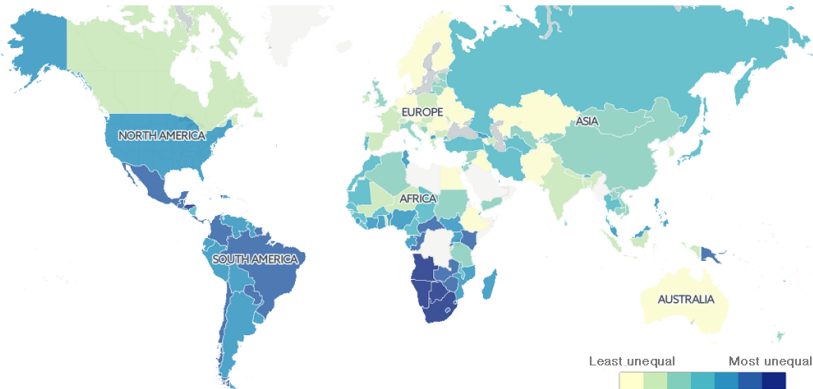 EUROPE
ASIA
NORTH AMERICA
AFRICA
SOUTH AMERICA
AUSTRALIA
Least unequal Most unequal